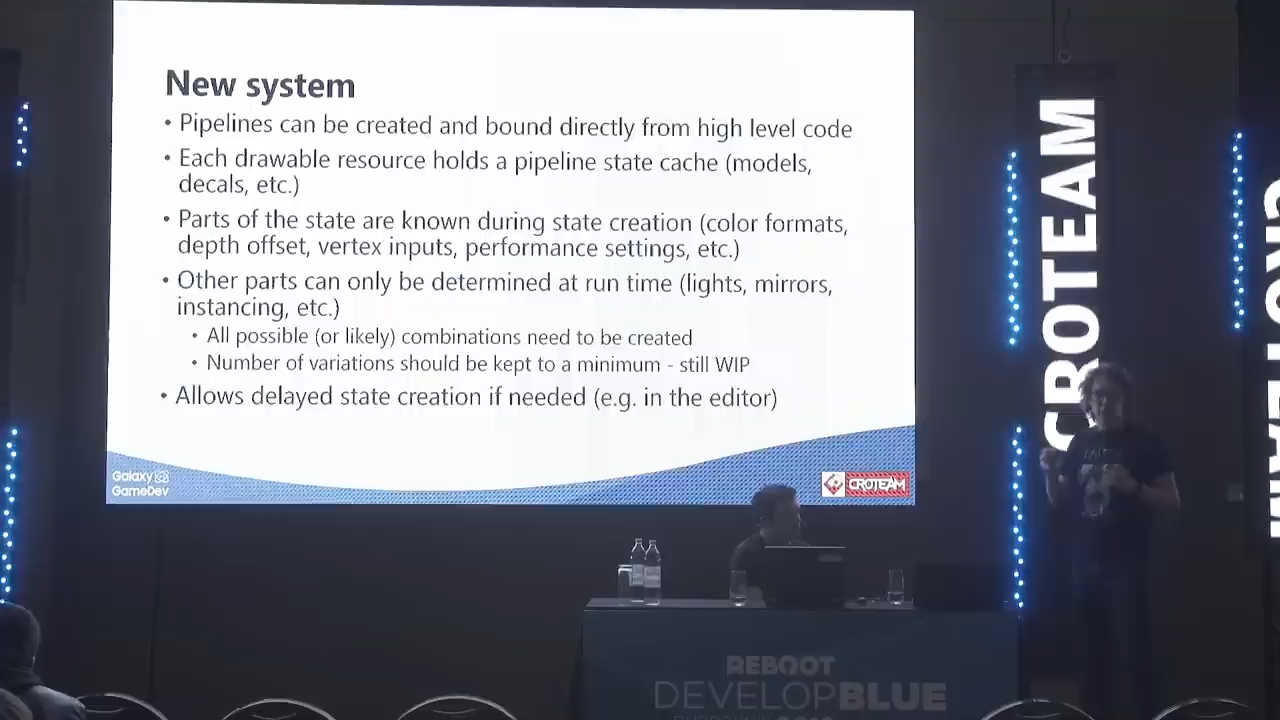 New system
• Pipelines can be created and bound directly from high level code
• Each drawable resource holds a pipeline state cache (models,
decals, etc.)
• Parts of the state are known during state creation (color formats,
depth offset, vertex inputs, performance settings, etc.)
• Other parts can only be determined at run time (lights, mirrors,
instancing, etc.)
• All possible (or likely) combinations need to be created
• Number of variations should be kept to a minimum - still WIP
• Allows delayed state creation if needed (e.g. in the editor)
Galaxy
GameDev
CROTEAM
CROTEAM
REBOOT
DEVELOPBLUE